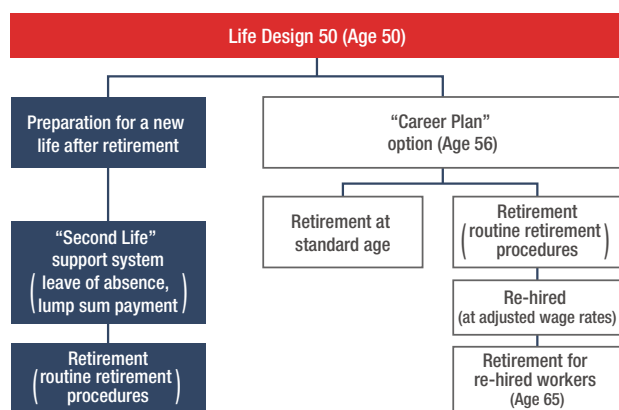 Life Design 50 (Age 50)
Preparation for a new
life after retirement
“Second Life”
support system
(leave of absence,
lump sum payment)
Retirement
(routine retirement
procedures)
“Career Plan”
option (Age 56)
Retirement at
standard age
Retirement
(routine retirement
procedures)
Re-hired
(at adjusted wage rates)
Retirement for
re-hired workers
(Age 65)